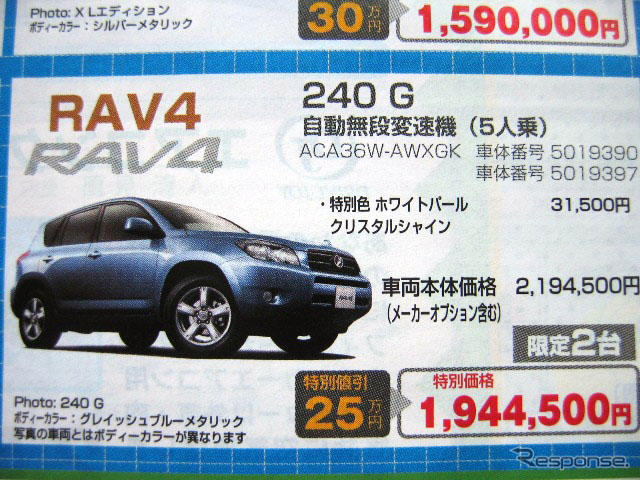 Photo: X Lエディション
ボディーカラー：シルバーメタリック
30万円
1,590,000円
RAV4
RAV4
240 G
自動無段変速機（5人乗）
ACA36W-AWXGK 車体番号 5019390
車体番号 5019397
・特別色 ホワイトパール 31,500円
クリスタルシャイン
車両本体価格 2,194,500円
（メーカーオプション含む）
限定2台
特別値引
25万円
特別価格
1,944,500円
Photo: 240 G
ボディーカラー：グレイッシュブルーメタリック
写真の車両とはボディーカラーが異なります
Response.